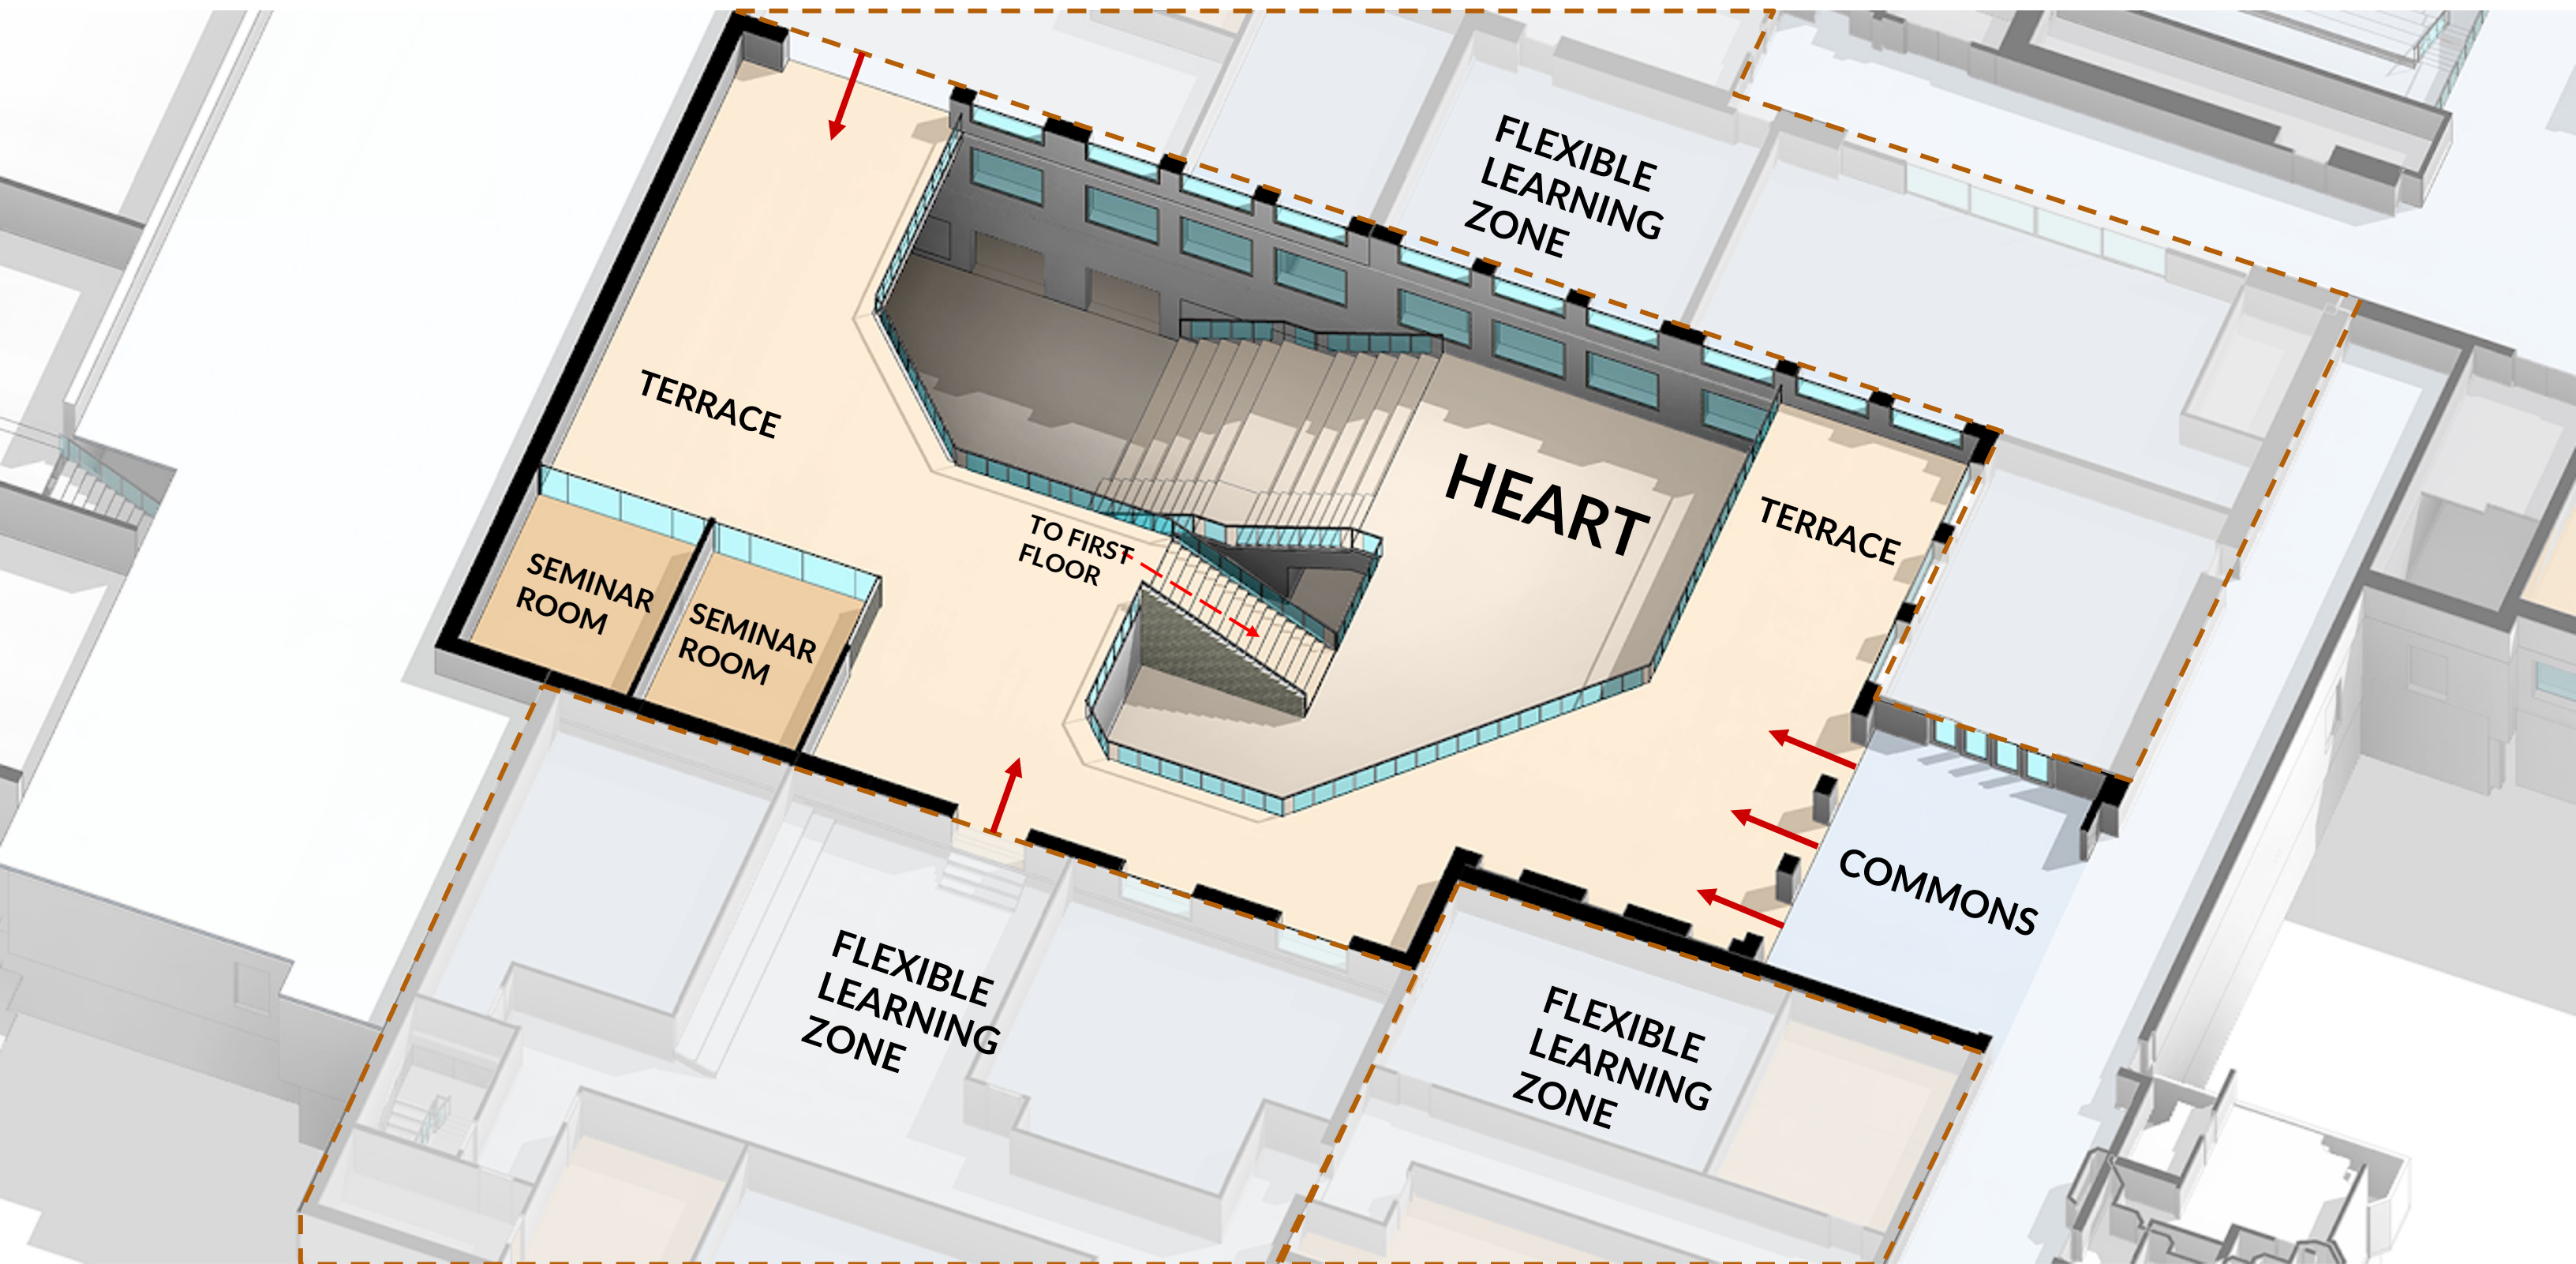 FLEXIBLE
LEARNING
ZONE
TERRACE
HEART
TERRACE
TO FIRST
FLOOR
SEMINAR
ROOM
SEMINAR
ROOM
COMMONS
FLEXIBLE
LEARNING
ZONE
FLEXIBLE
LEARNING
ZONE